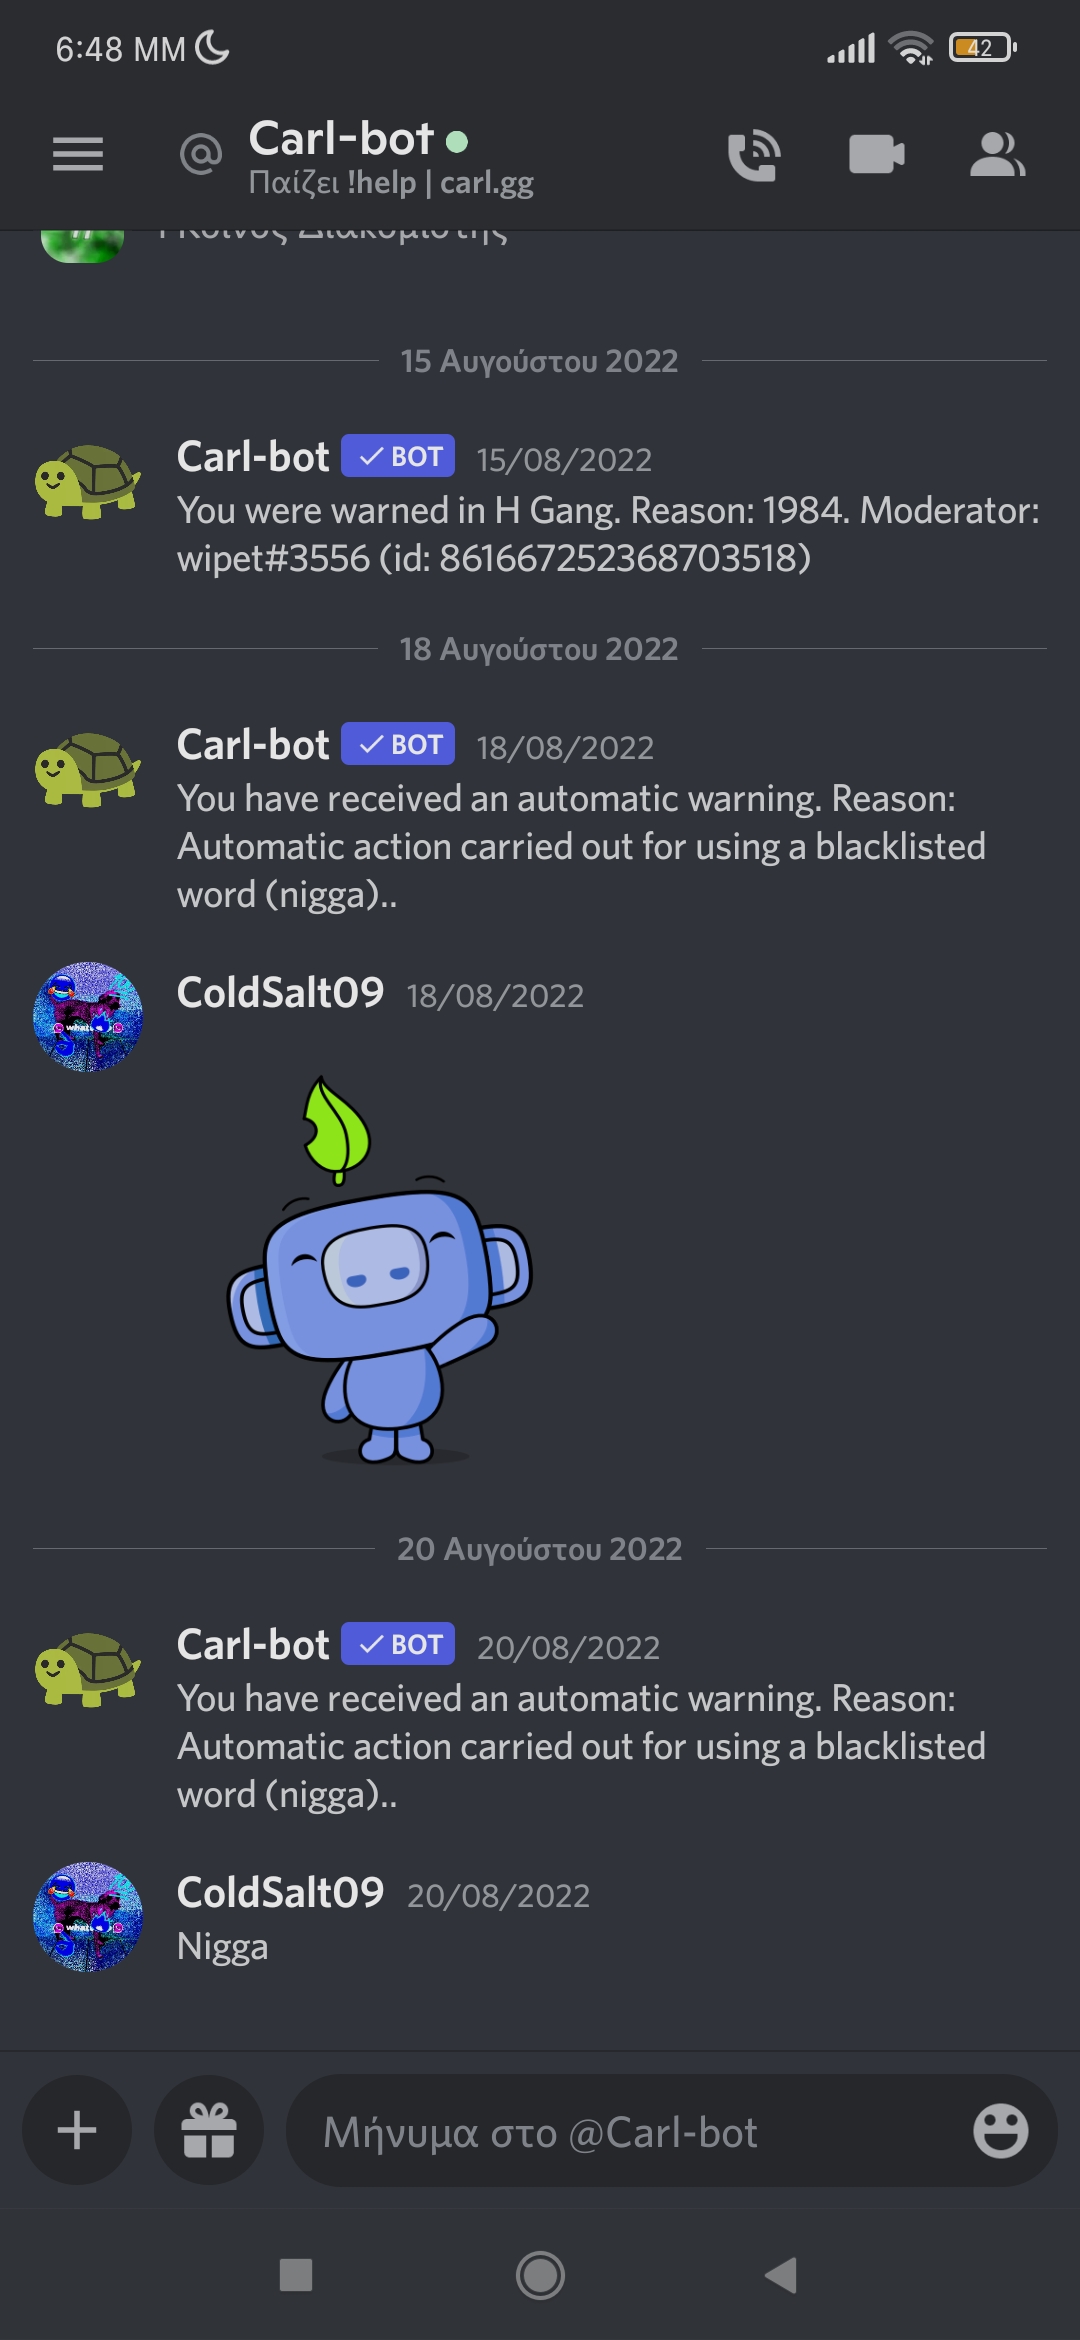 6:48 MM
42
@ Carl-bot
Παίζει !help | carl.gg
1 Κοινός Διακομιστής
15 Αυγούστου 2022
Carl-bot ✓ BOT 15/08/2022
You were warned in H Gang. Reason: 1984. Moderator:
wipet#3556 (id: 861667252368703518)
18 Αυγούστου 2022
Carl-bot ✓ BOT 18/08/2022
You have received an automatic warning. Reason:
Automatic action carried out for using a blacklisted
word (nigga)..
ColdSalt09 18/08/2022
20 Αυγούστου 2022
Carl-bot ✓ BOT 20/08/2022
You have received an automatic warning. Reason:
Automatic action carried out for using a blacklisted
word (nigga)..
ColdSalt09 20/08/2022
Nigga
Μήνυμα στο @Carl-bot